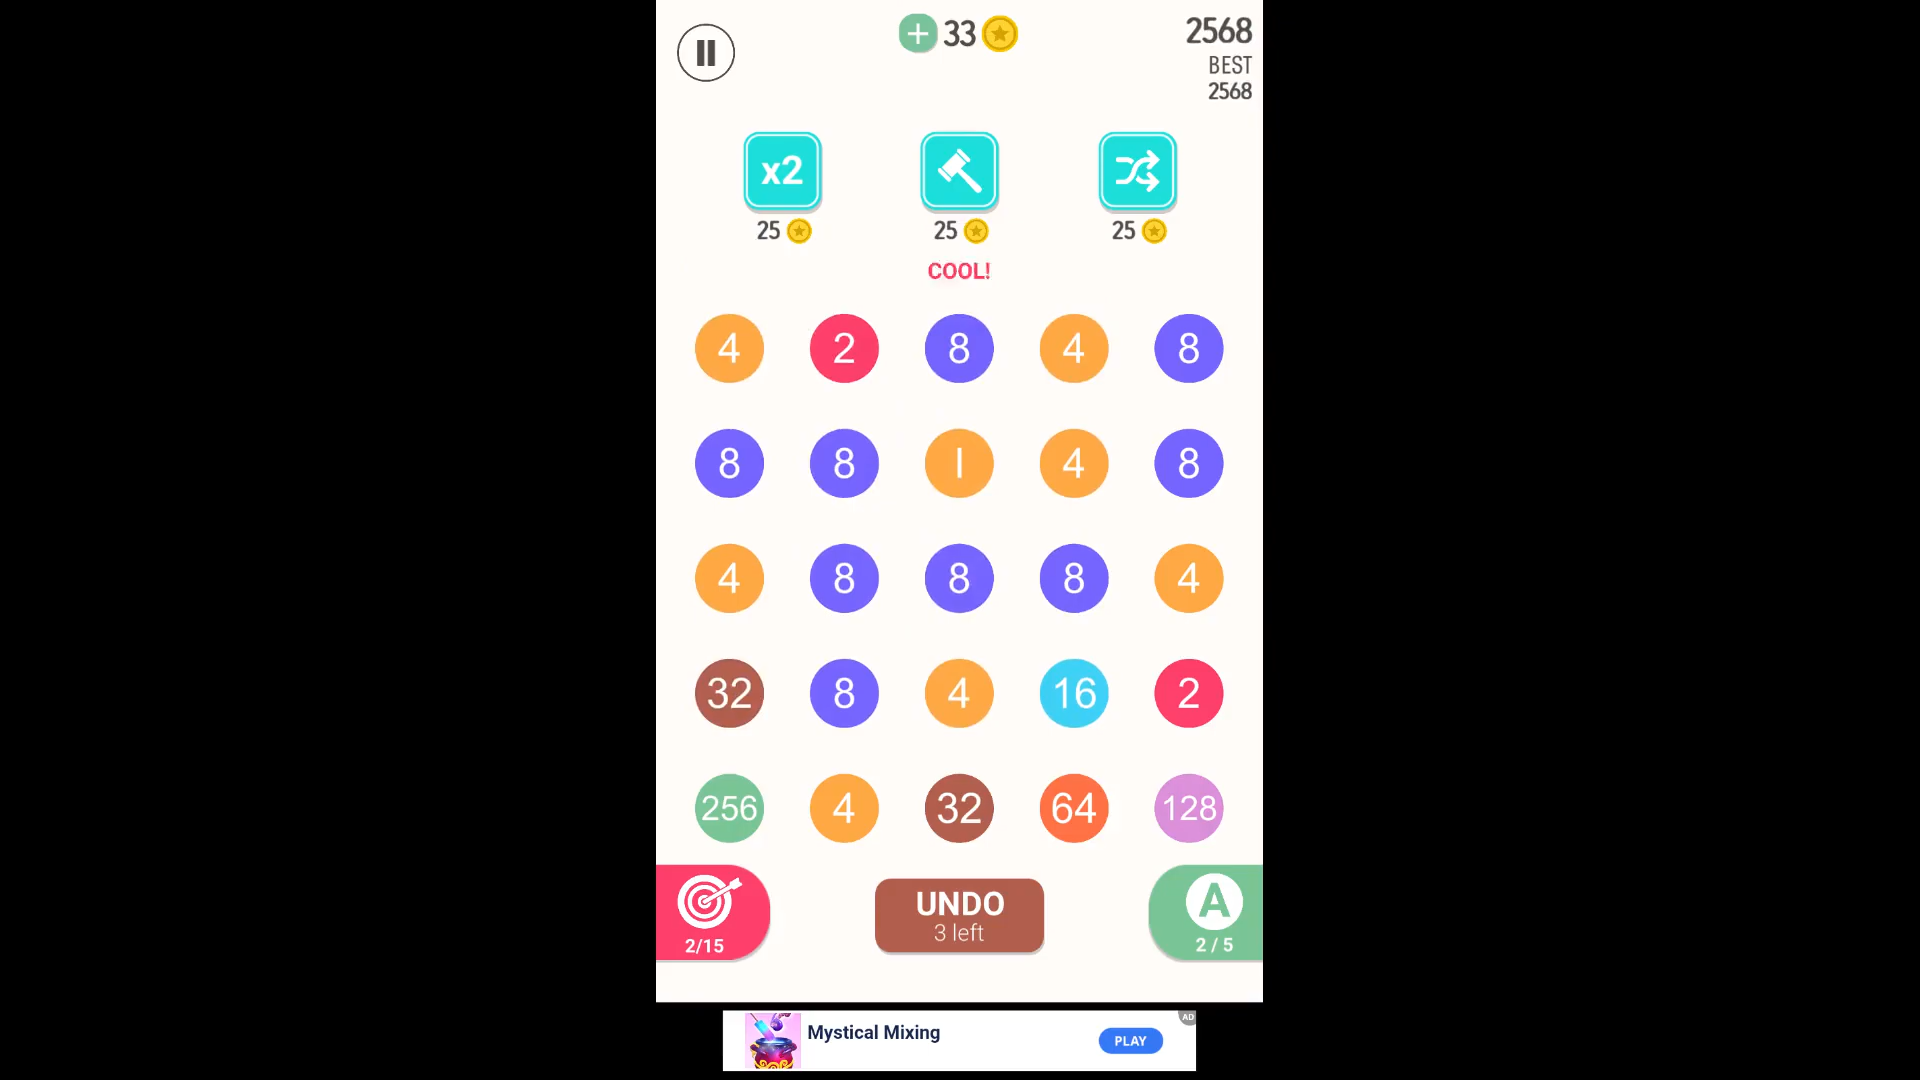 33
2568
BEST
2568
x2
25 25 25
COOL!
4 2 8 4 8
8 8 I 4 8
4 8 8 8 4
32 8 4 16 2
256 4 32 64 128
UNDO
3 left
2/15
A
2 / 5
Mystical Mixing
PLAY
AD